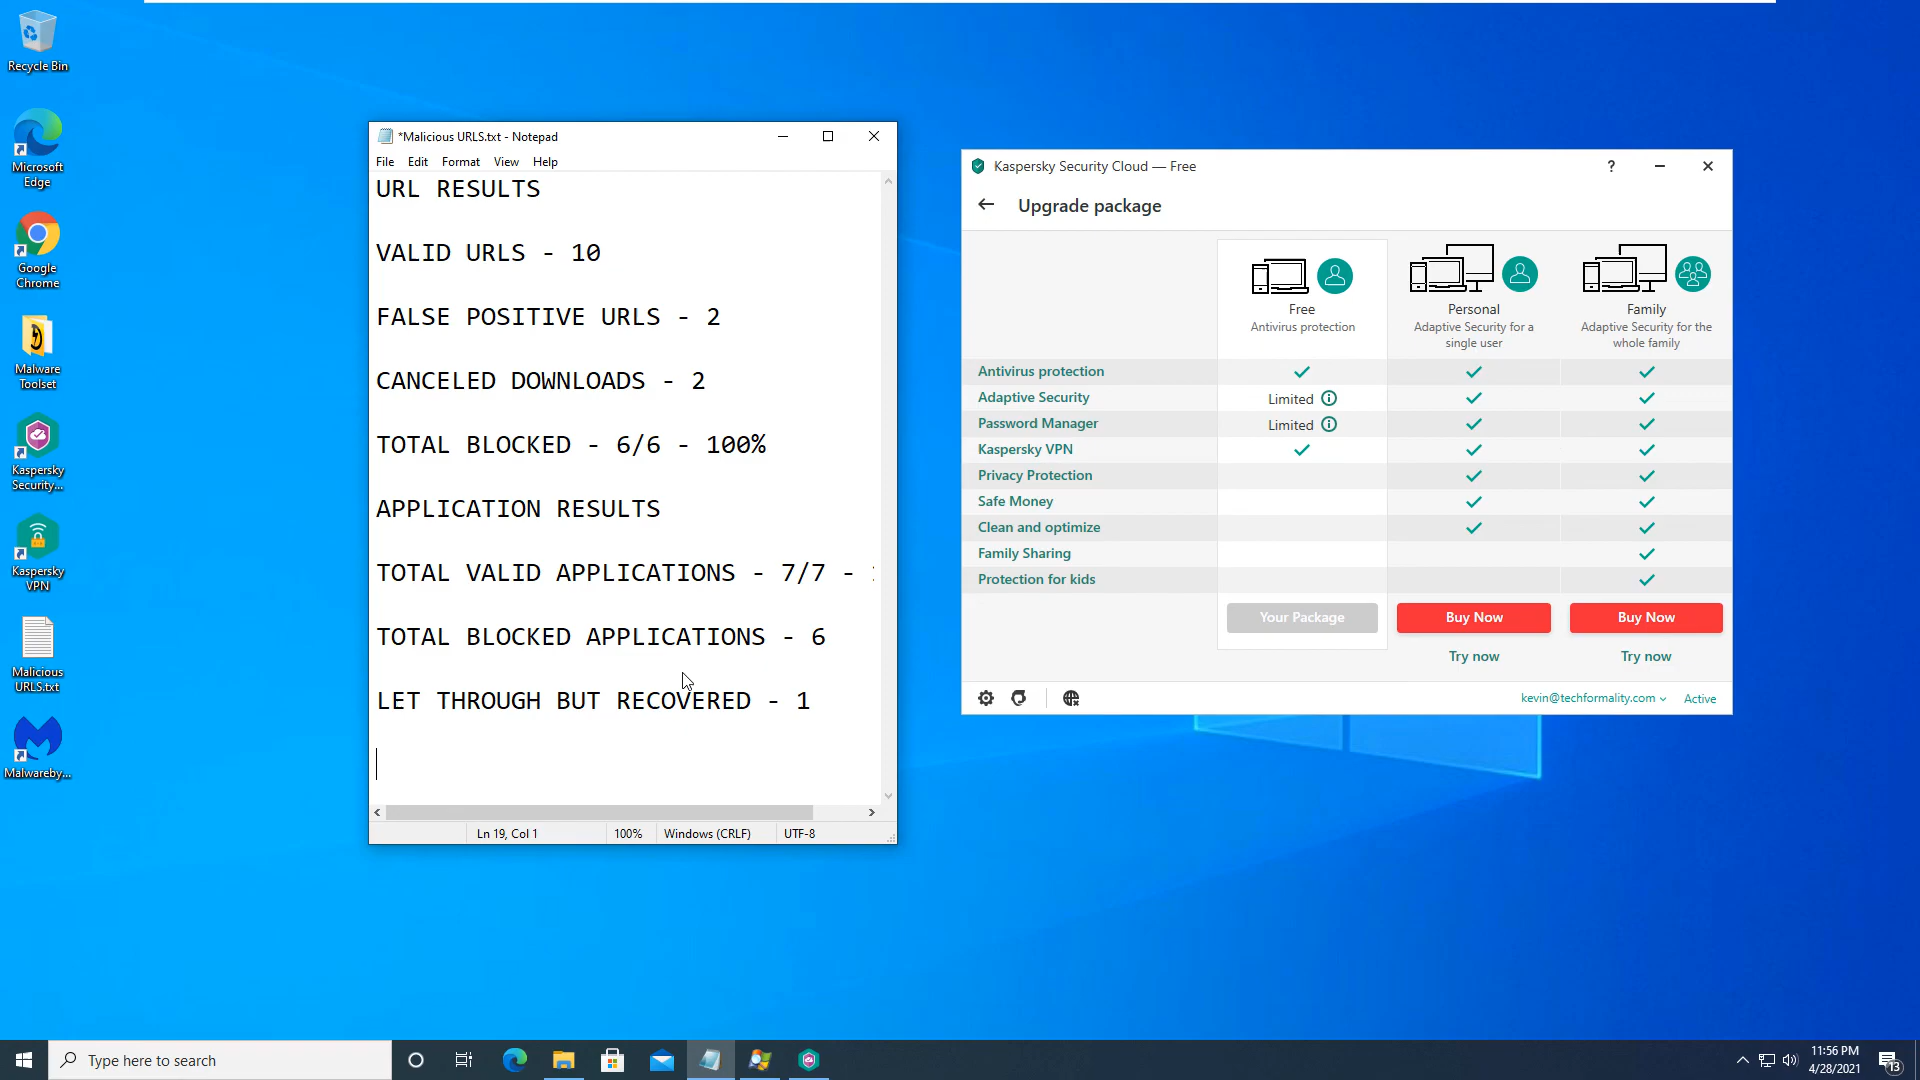 Recycle Bin
Microsoft
Edge
Google
Chrome
Malware
Toolset
Kaspersky
Security...
Kaspersky
VPN
Malicious
URLS.txt
Malwareby...
*Malicious URLS.txt - Notepad
File Edit Format View Help
URL RESULTS
VALID URLS - 10
FALSE POSITIVE URLS - 2
CANCELED DOWNLOADS - 2
TOTAL BLOCKED - 6/6 - 100%
APPLICATION RESULTS
TOTAL VALID APPLICATIONS - 7/7 -
TOTAL BLOCKED APPLICATIONS - 6
LET THROUGH BUT RECOVERED - 1
Ln 19, Col 1 100% Windows (CRLF) UTF-8
Kaspersky Security Cloud — Free
?
Upgrade package
Free
Antivirus protection
Personal
Adaptive Security for a
single user
Family
Adaptive Security for the
whole family
Antivirus protection
Adaptive Security Limited
Password Manager Limited
Kaspersky VPN
Privacy Protection
Safe Money
Clean and optimize
Family Sharing
Protection for kids
Your Package Buy Now Buy Now
Try now Try now
kevin@techformality.com Active
Type here to search
11:56 PM
4/28/2021
13